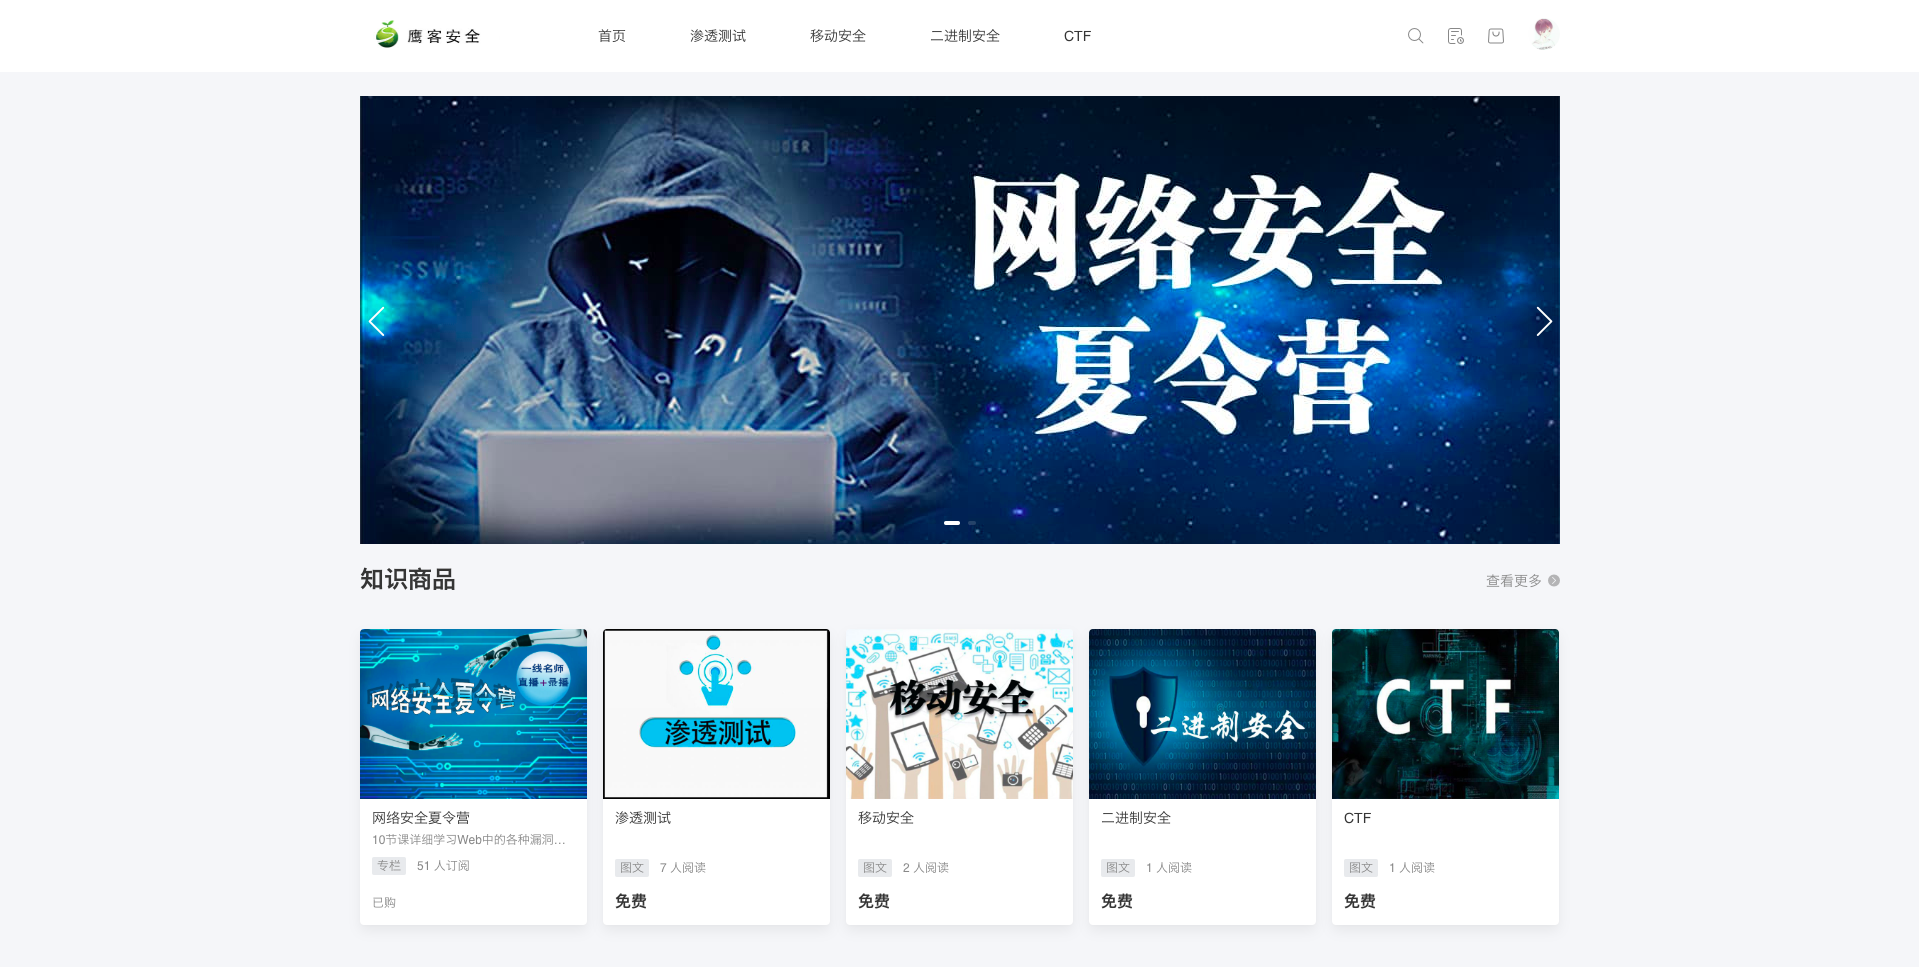 鹰客安全
首页
渗透测试
移动安全
二进制安全
CTF
IDENTITY
网络安全
夏令营
知识商品
查看更多
一线名师
直播+录播
网络安全夏令营
渗透测试
移动安全
二进制安全
CTF
网络安全夏令营
10节课详细学习Web中的各种漏洞...
专栏 51 人订阅
已购
渗透测试
图文 7 人阅读
免费
移动安全
图文 2 人阅读
免费
二进制安全
图文 1 人阅读
免费
CTF
图文 1 人阅读
免费